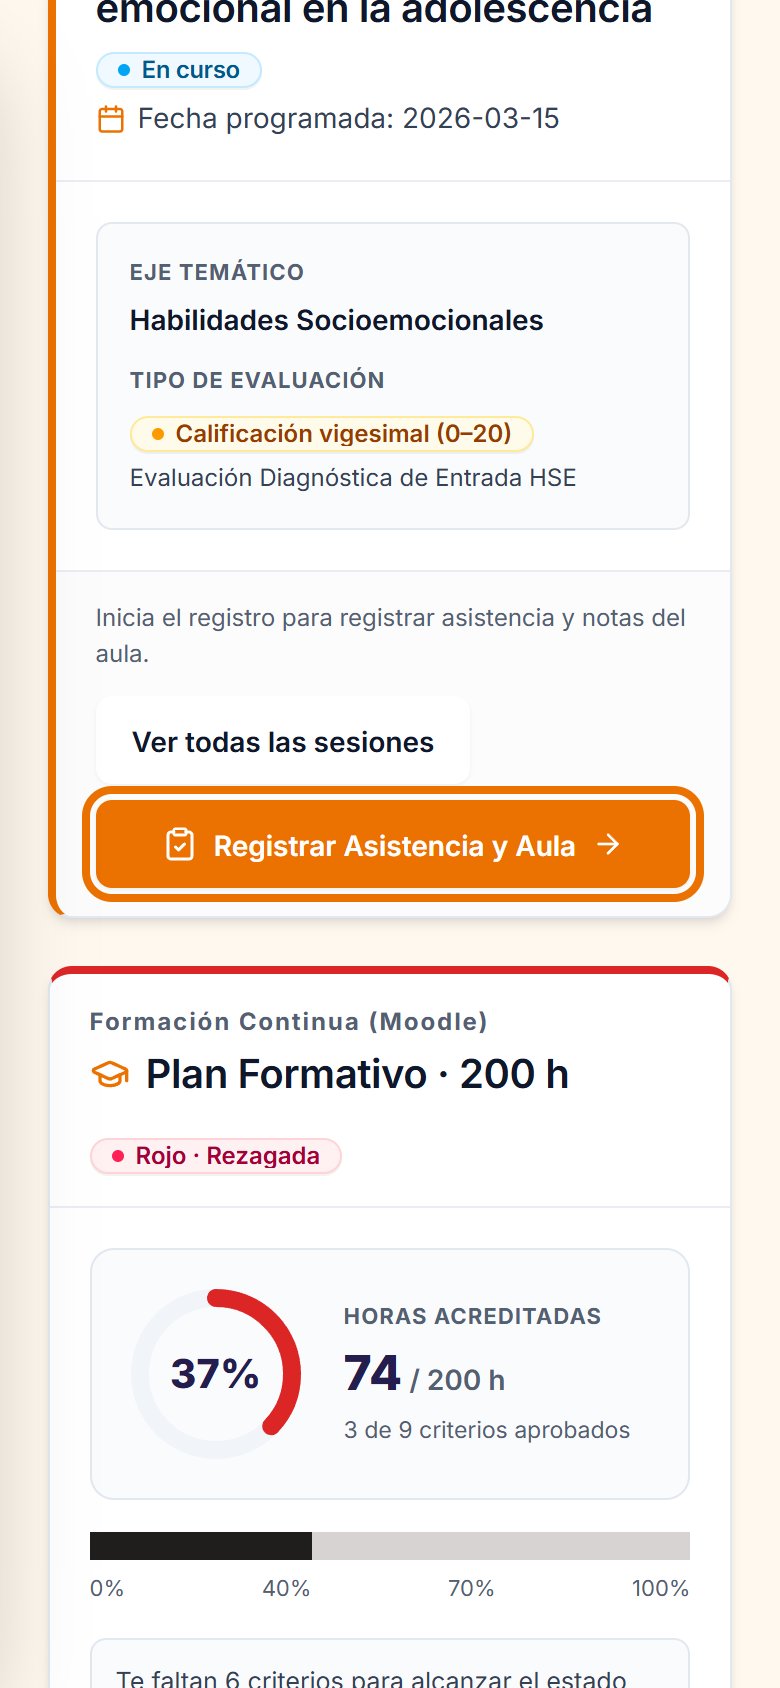 emocional en la adolescencia
En curso
Fecha programada: 2026-03-15
EJE TEMÁTICO
Habilidades Socioemocionales
TIPO DE EVALUACIÓN
Calificación vigesimal (0–20)
Evaluación Diagnóstica de Entrada HSE
Inicia el registro para registrar asistencia y notas del
aula.
Ver todas las sesiones
Registrar Asistencia y Aula →
Formación Continua (Moodle)
Plan Formativo · 200 h
Rojo · Rezagada
37%
HORAS ACREDITADAS
74 / 200 h
3 de 9 criterios aprobados
0% 40% 70% 100%
Te faltan 6 criterios para alcanzar el estado